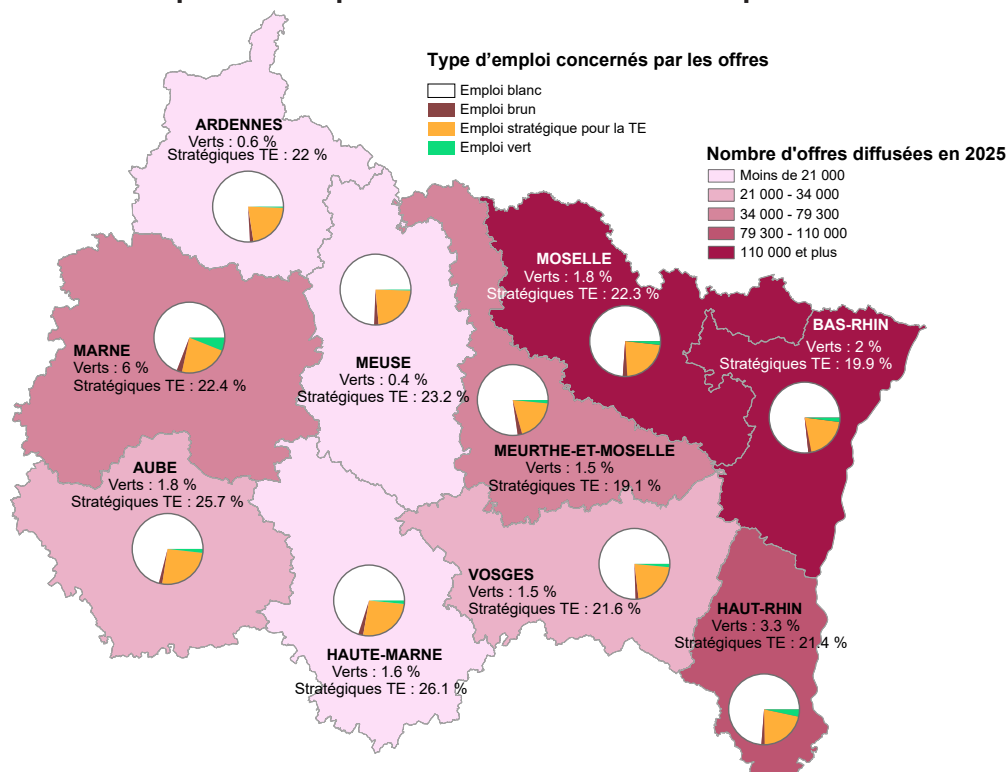 Type d'emploi concernés par les offres
Emploi blanc
Emploi brun
Emploi stratégique pour la TE
Emploi vert
Nombre d'offres diffusées en 2025
Moins de 21 000
21 000 - 34 000
34 000 - 79 300
79 300 - 110 000
110 000 et plus
ARDENNES
Verts : 0.6 %
Stratégiques TE : 22 %
MOSELLE
Verts : 1.8 %
Stratégiques TE : 22.3 %
BAS-RHIN
Verts : 2 %
Stratégiques TE : 19.9 %
MARNE
Verts : 6 %
Stratégiques TE : 22.4 %
MEUSE
Verts : 0.4 %
Stratégiques TE : 23.2 %
MEURTHE-ET-MOSELLE
Verts : 1.5 %
Stratégiques TE : 19.1 %
AUBE
Verts : 1.8 %
Stratégiques TE : 25.7 %
VOSGES
Verts : 1.5 %
Stratégiques TE : 21.6 %
HAUT-RHIN
Verts : 3.3 %
Stratégiques TE : 21.4 %
HAUTE-MARNE
Verts : 1.6 %
Stratégiques TE : 26.1 %